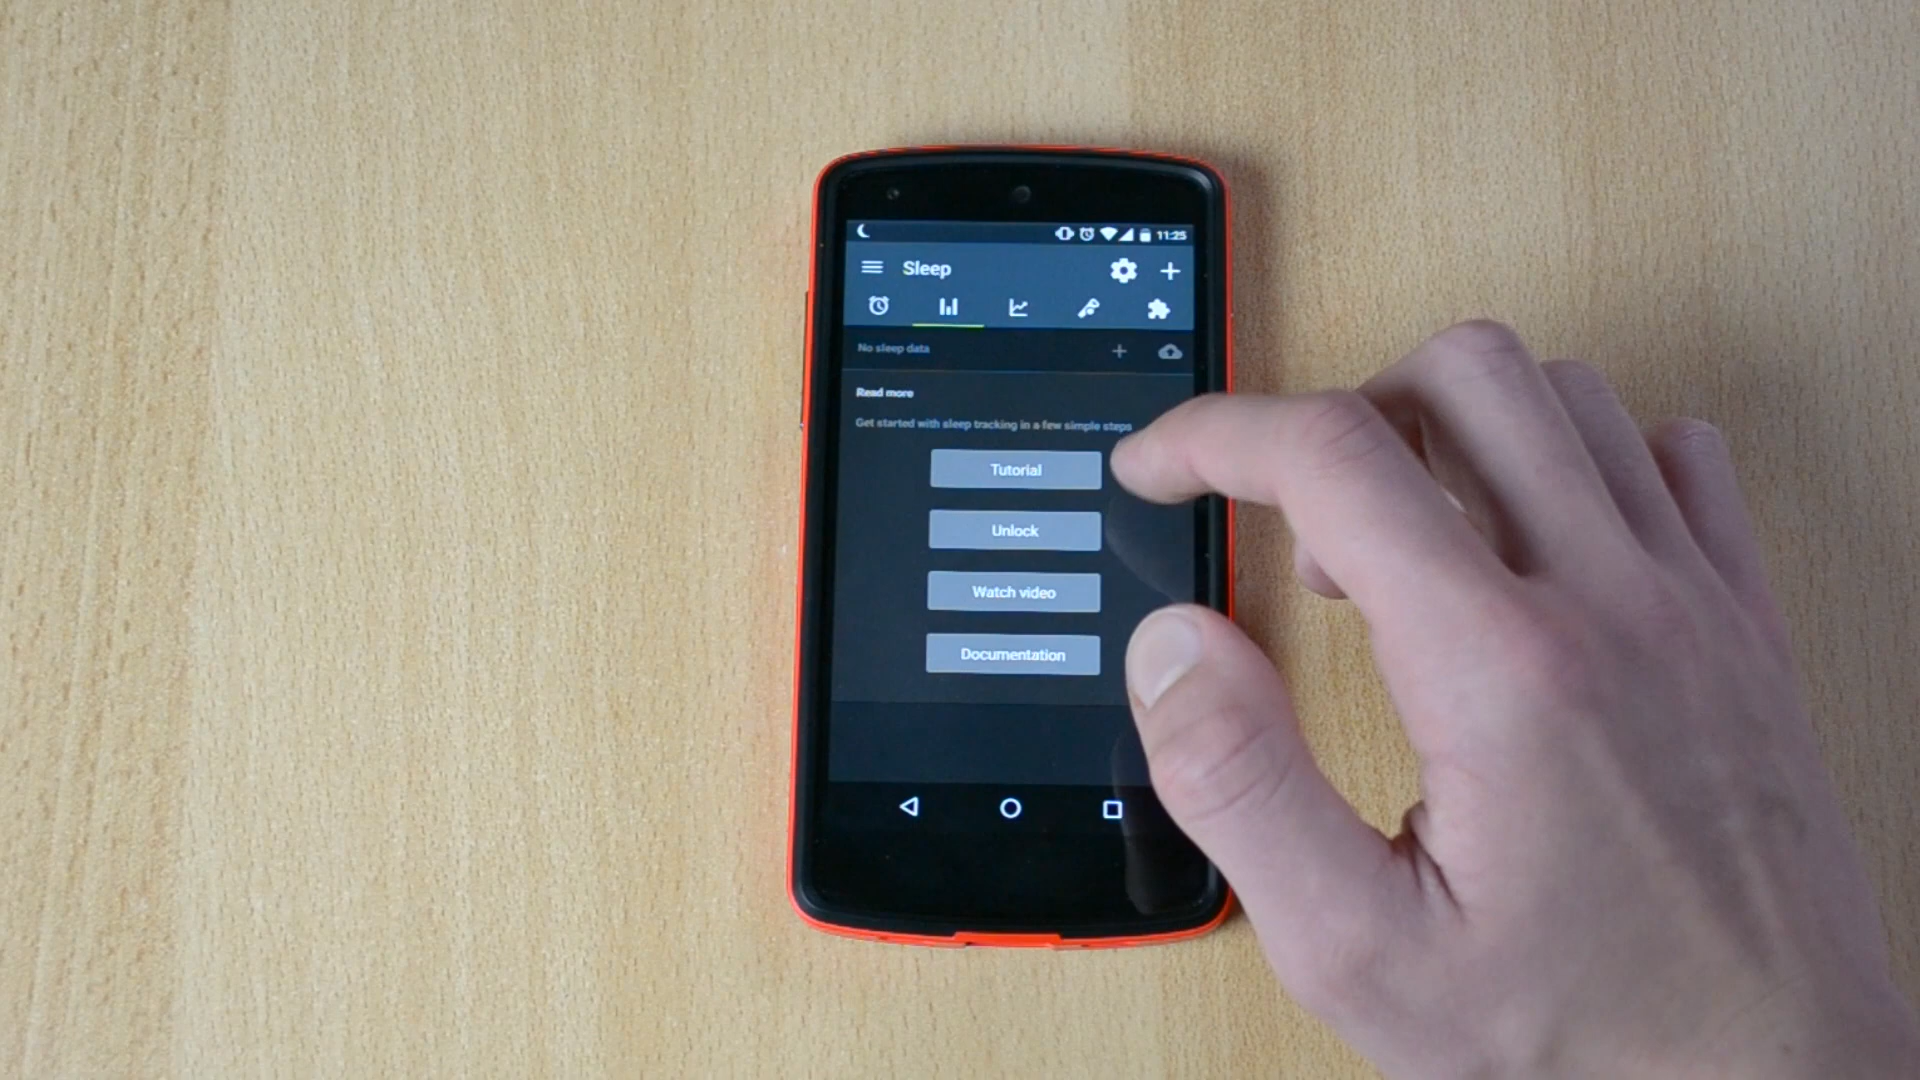 11:25
Sleep
No sleep data
Read more
Get started with sleep tracking in a few simple steps
Tutorial
Unlock
Watch video
Documentation